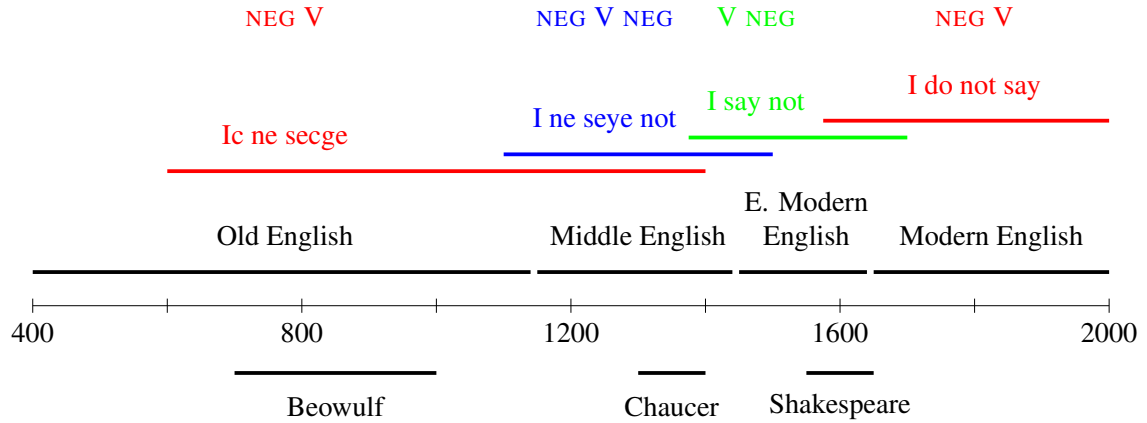 NEG V NEG V NEG V NEG NEG V
I do not say
I say not
I ne seye not
Ic ne secge
E. Modern
Old English Middle English English Modern English
400 800 1200 1600 2000
Beowulf Chaucer Shakespeare